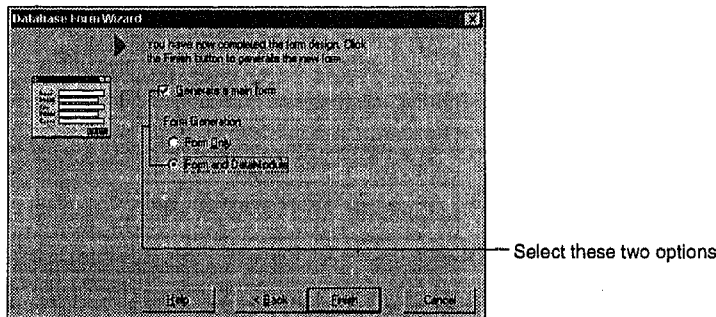 Database Form Wizard
You have now completed the form design. Click
the Finish button to generate the new form.
Generate a main form
Form Generation
Form Only
Form and DataModule
Select these two options
Help
< Back
Finish
Cancel